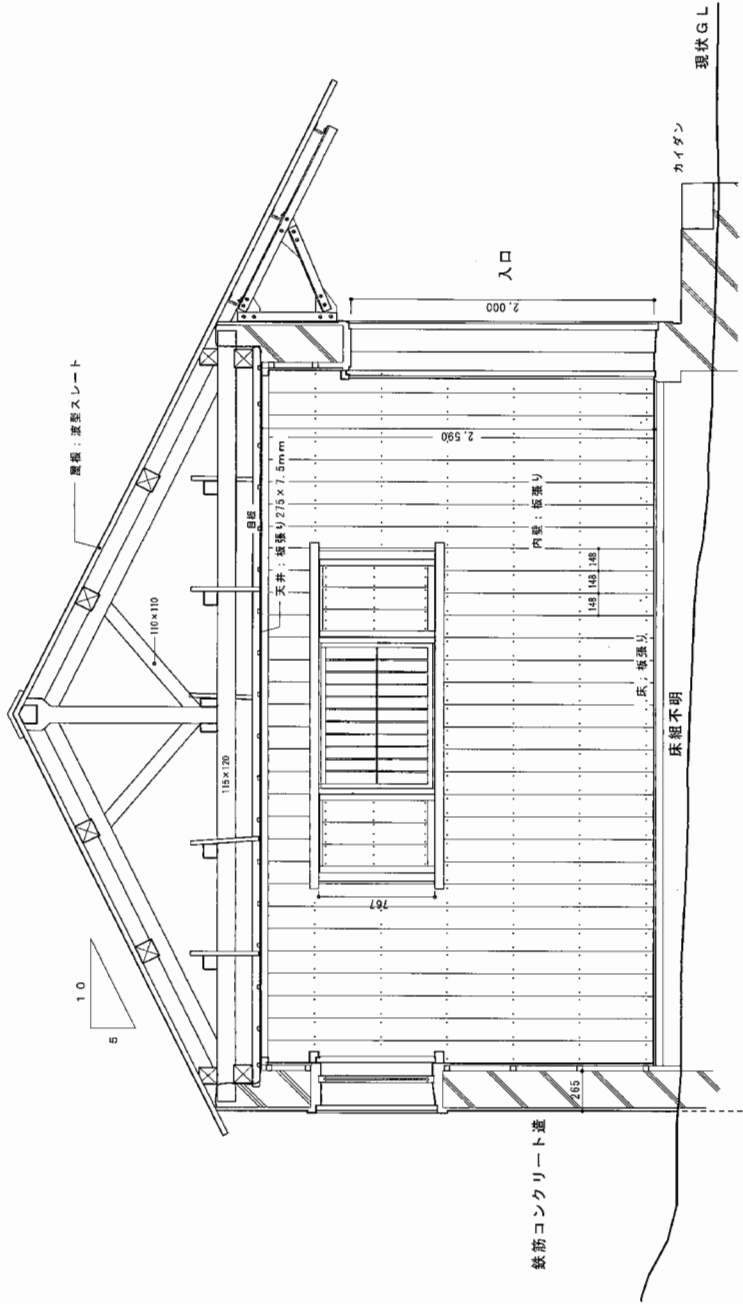 屋根：波型スレート
10
5
110×110
115×120
目板
天井：板張り275×7.5mm
2,590
2,000
入口
内壁：板張り
148 148 148
767
床：板張り
床組不明
265
鉄筋コンクリート造
カイダン
現状GL